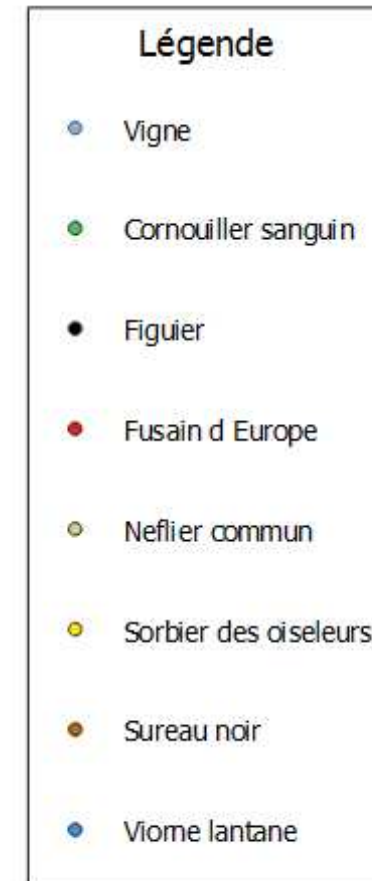 Légende
Vigne
Cornouiller sanguin
Figuier
Fusain d Europe
Neflier commun
Sorbier des oiseleurs
Sureau noir
Viorne lantane